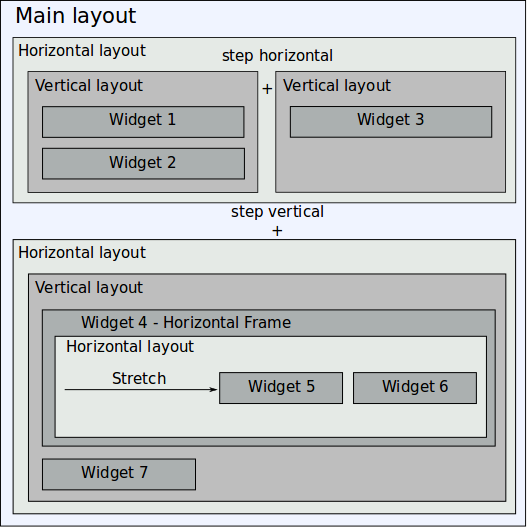 Main layout
Horizontal layout
step horizontal
Vertical layout
+
Vertical layout
Widget 1
Widget 3
Widget 2
step vertical
+
Horizontal layout
Vertical layout
Widget 4 - Horizontal Frame
Horizontal layout
Stretch
Widget 5
Widget 6
Widget 7